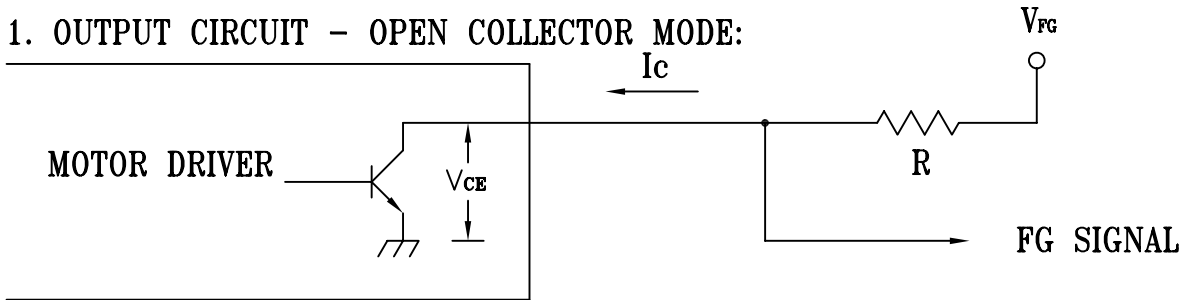 1. OUTPUT CIRCUIT - OPEN COLLECTOR MODE:
VFG
Ic
MOTOR DRIVER
VCE
R
FG SIGNAL